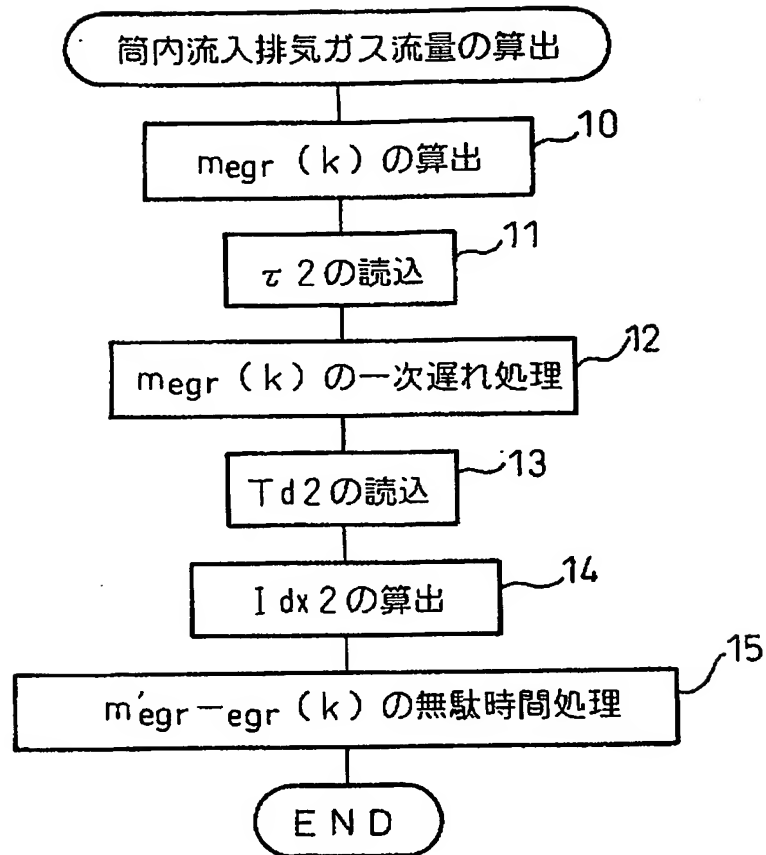 筒内流入排気ガス流量の算出
10
megr(k)の算出
11
τ2の読込
12
megr(k)の一次遅れ処理
13
Td2の読込
14
Idx2の算出
15
m'egr-egr(k)の無駄時間処理
END